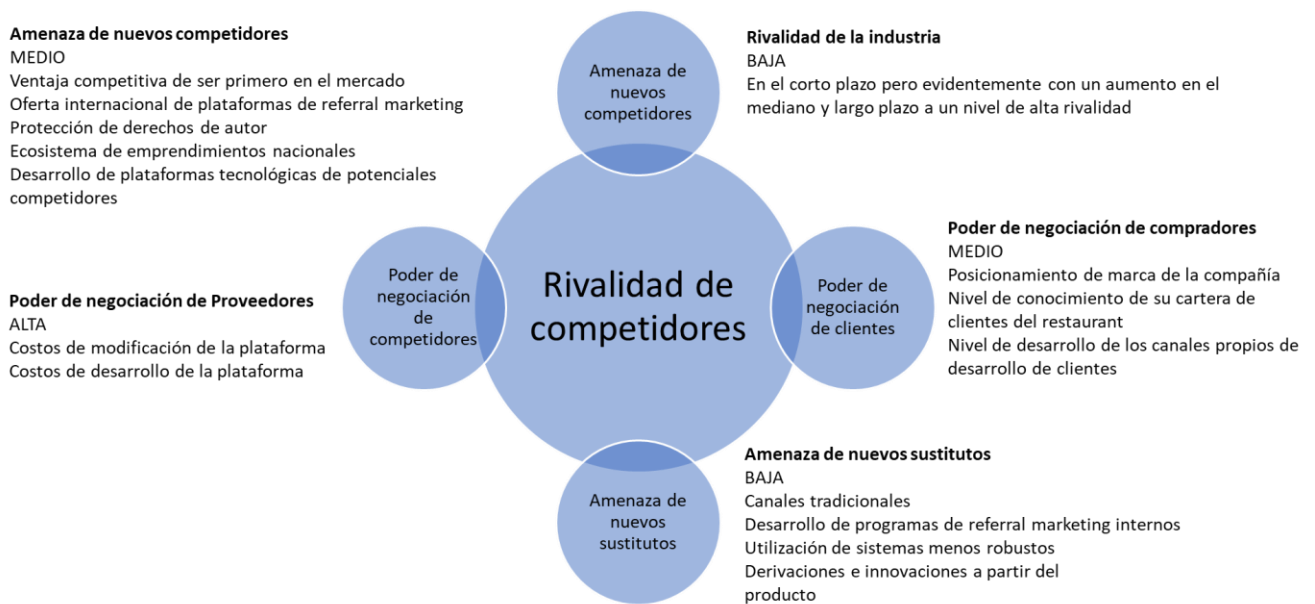 Amenaza de nuevos competidores
MEDIO
Ventaja competitiva de ser primero en el mercado
Oferta internacional de plataformas de referral marketing
Protección de derechos de autor
Ecosistema de emprendimientos nacionales
Desarrollo de plataformas tecnológicas de potenciales
competidores
Amenaza de
nuevos
competidores
Rivalidad de la industria
BAJA
En el corto plazo pero evidentemente con un aumento en el
mediano y largo plazo a un nivel de alta rivalidad
Poder de negociación de Proveedores
ALTA
Costos de modificación de la plataforma
Costos de desarrollo de la plataforma
Poder de
negociación
de
competidores
Rivalidad de
competidores
Poder de
negociación
de clientes
Poder de negociación de compradores
MEDIO
Posicionamiento de marca de la compañía
Nivel de conocimiento de su cartera de
clientes del restaurant
Nivel de desarrollo de los canales propios de
desarrollo de clientes
Amenaza de
nuevos
sustitutos
Amenaza de nuevos sustitutos
BAJA
Canales tradicionales
Desarrollo de programas de referral marketing internos
Utilización de sistemas menos robustos
Derivaciones e innovaciones a partir del
producto